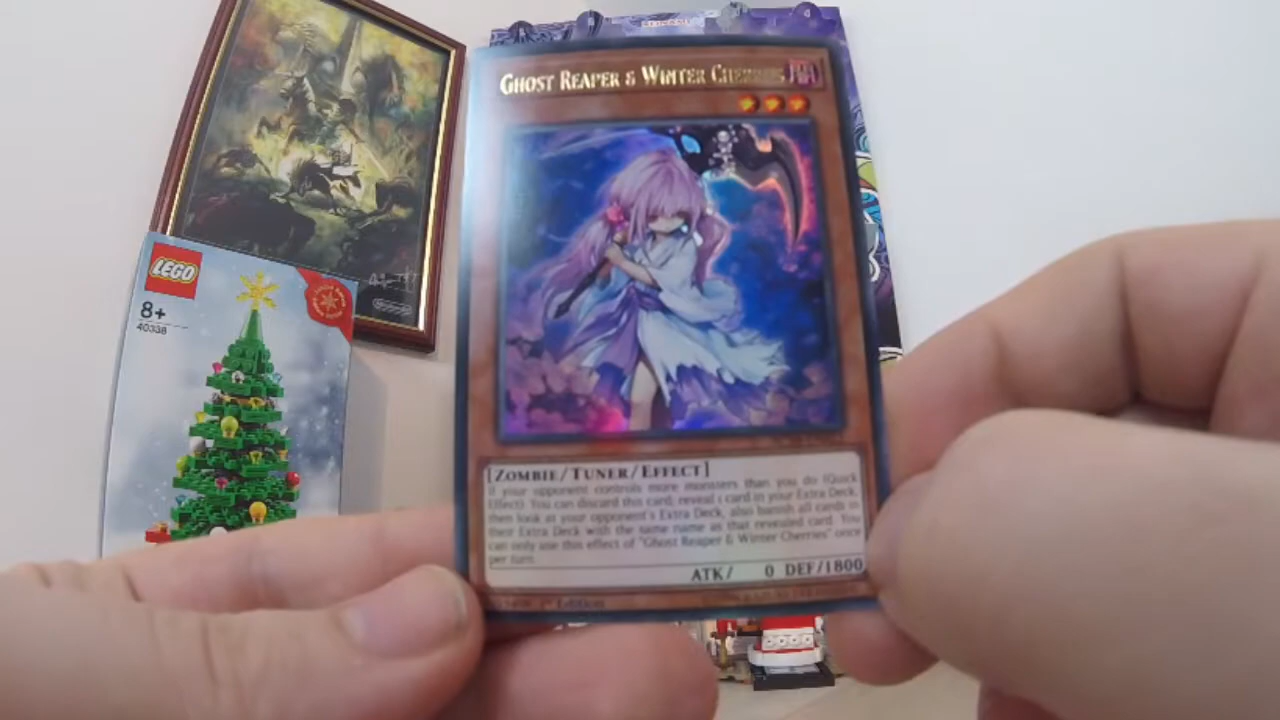 GHOST REAPER & WINTER CHERRIES
LEGO
8+
40338
[ZOMBIE/TUNER/EFFECT]
If your opponent controls more monsters than you do (Quick
Effect): You can discard this card; reveal 1 card in your Extra Deck,
then look at your opponent's Extra Deck, also banish all cards in
their Extra Deck with the same name as that revealed card. You
can only use this effect of "Ghost Reaper & Winter Cherries" once
per turn.
ATK/ 0 DEF/1800
1st Edition